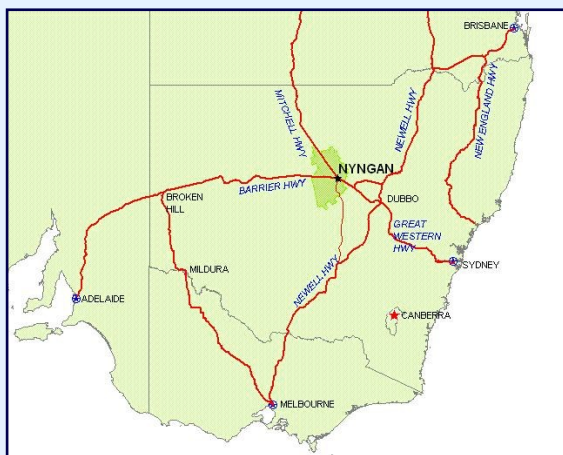 BRISBANE
MITCHELL HWY
NEWELL HWY
NEW ENGLAND HWY
NYNGAN
BARRIER HWY
BROKEN
HILL
DUBBO
GREAT
WESTERN
HWY
SYDNEY
MILDURA
NEWELL HWY
ADELAIDE
CANBERRA
MELBOURNE